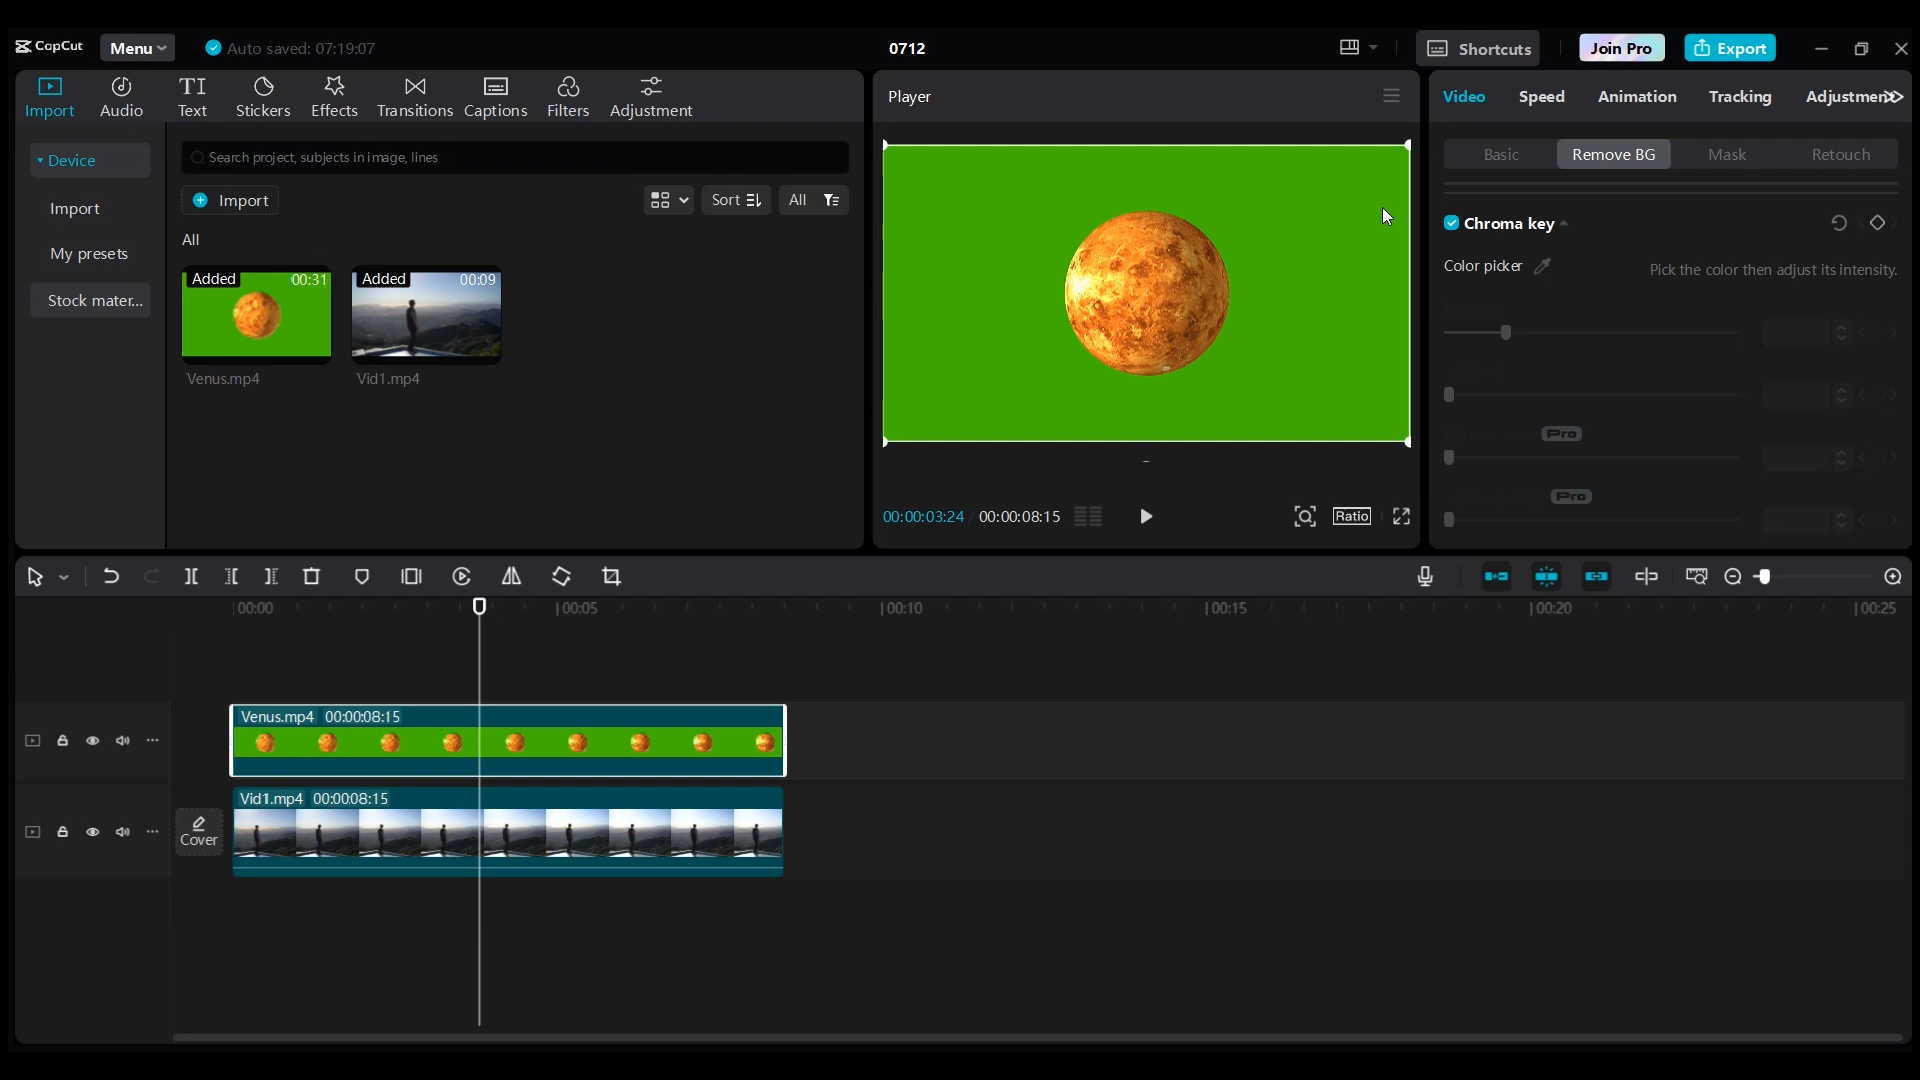 CapCut
Menu
Auto saved: 07:19:07
0712
Shortcuts
Join Pro
Export
Import
Audio
TI
Text
Stickers
Effects
Transitions
Captions
Filters
Adjustment
Device
Import
My presets
Stock mater...
Search project, subjects in image, lines
Import
Sort
All
All
Added 00:31
Venus.mp4
Added 00:09
Vid1.mp4
Player
00:00:03:24 / 00:00:08:15
Ratio
Video
Speed
Animation
Tracking
Adjustment
Basic
Remove BG
Mask
Retouch
Chroma key
Color picker
Pick the color then adjust its intensity.
Pro
Pro
00:00
00:05
00:10
00:15
00:20
00:25
Venus.mp4 00:00:08:15
Cover
Vid1.mp4 00:00:08:15